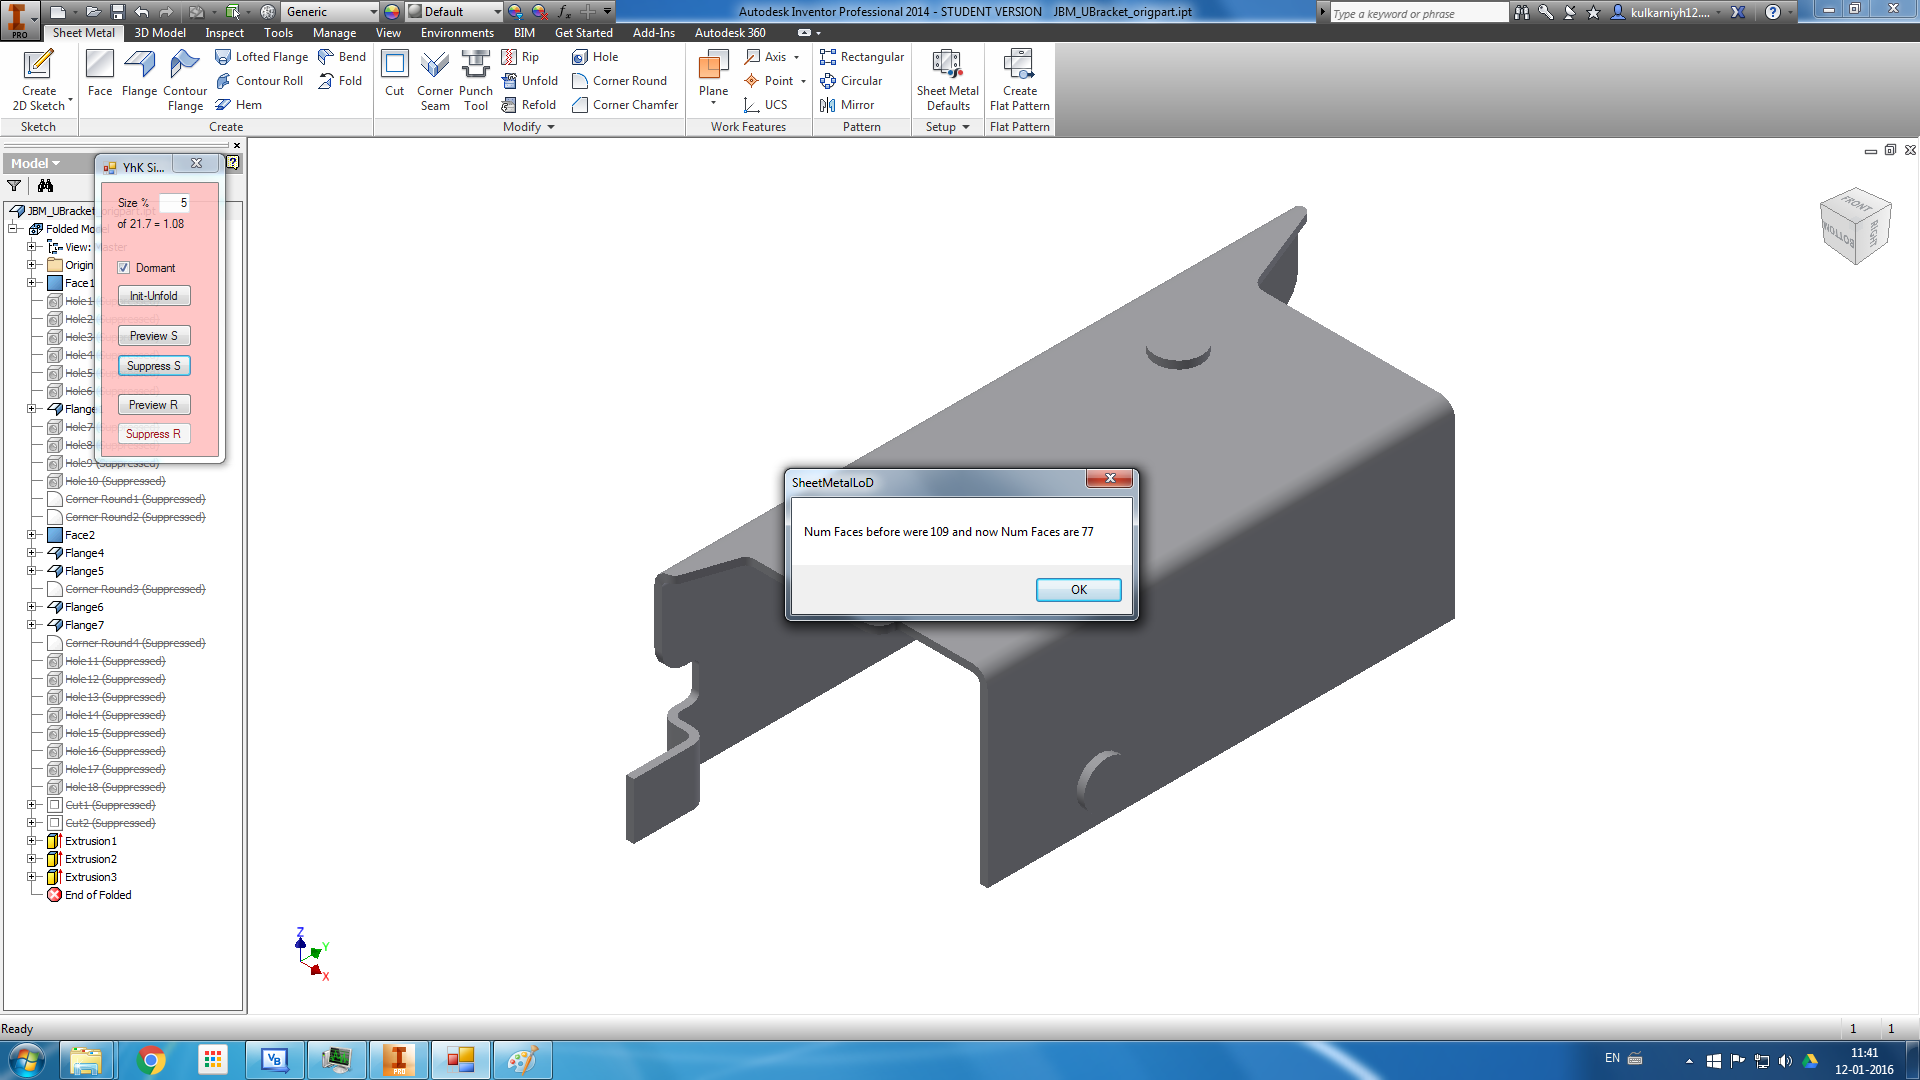 PRO
Generic
Default
Autodesk Inventor Professional 2014 - STUDENT VERSION JBM_UBracket_origpart.ipt
Type a keyword or phrase
kulkarniyh12....
Sheet Metal 3D Model Inspect Tools Manage View Environments BIM Get Started Add-Ins Autodesk 360
Create
2D Sketch
Face
Flange
Contour
Flange
Lofted Flange
Contour Roll
Hem
Bend
Fold
Cut
Corner
Seam
Punch
Tool
Rip
Unfold
Refold
Hole
Corner Round
Corner Chamfer
Plane
Axis
Point
UCS
Rectangular
Circular
Mirror
Sheet Metal
Defaults
Create
Flat Pattern
Sketch Create Modify Work Features Pattern Setup Flat Pattern
Model
YhK Si...
Size % 5
of 21.7 = 1.08
Dormant
Init-Unfold
Preview S
Suppress S
Preview R
Suppress R
JBM_UBracket_origpart.ipt
Folded Mo
View: Master
Origin
Face1
Hole1
Hole2
Hole3
Hole4
Hole5
Hole6
Flange
Hole7
Hole8
Hole9 (Suppressed)
Hole10 (Suppressed)
Corner Round1 (Suppressed)
Corner Round2 (Suppressed)
Face2
Flange4
Flange5
Corner Round3 (Suppressed)
Flange6
Flange7
Corner Round4 (Suppressed)
Hole11 (Suppressed)
Hole12 (Suppressed)
Hole13 (Suppressed)
Hole14 (Suppressed)
Hole15 (Suppressed)
Hole16 (Suppressed)
Hole17 (Suppressed)
Hole18 (Suppressed)
Cut1 (Suppressed)
Cut2 (Suppressed)
Extrusion1
Extrusion2
Extrusion3
End of Folded
FRONT
BOTTOM
RIGHT
SheetMetalLoD
Num Faces before were 109 and now Num Faces are 77
OK
Z
Y
X
Ready
1 1
VB
PRO
EN
11:41
12-01-2016